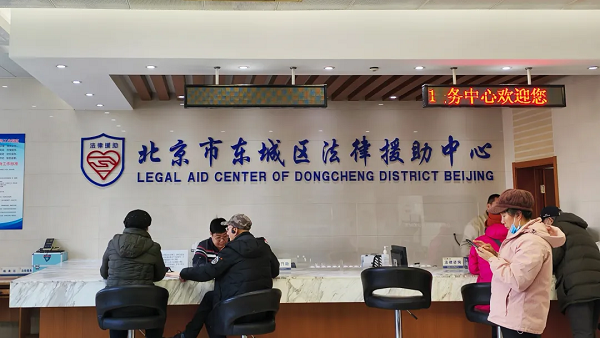 1 务中心欢迎您
法律援助
北京市东城区法律援助中心
LEGAL AID CENTER OF DONGCHENG DISTRICT BEIJING